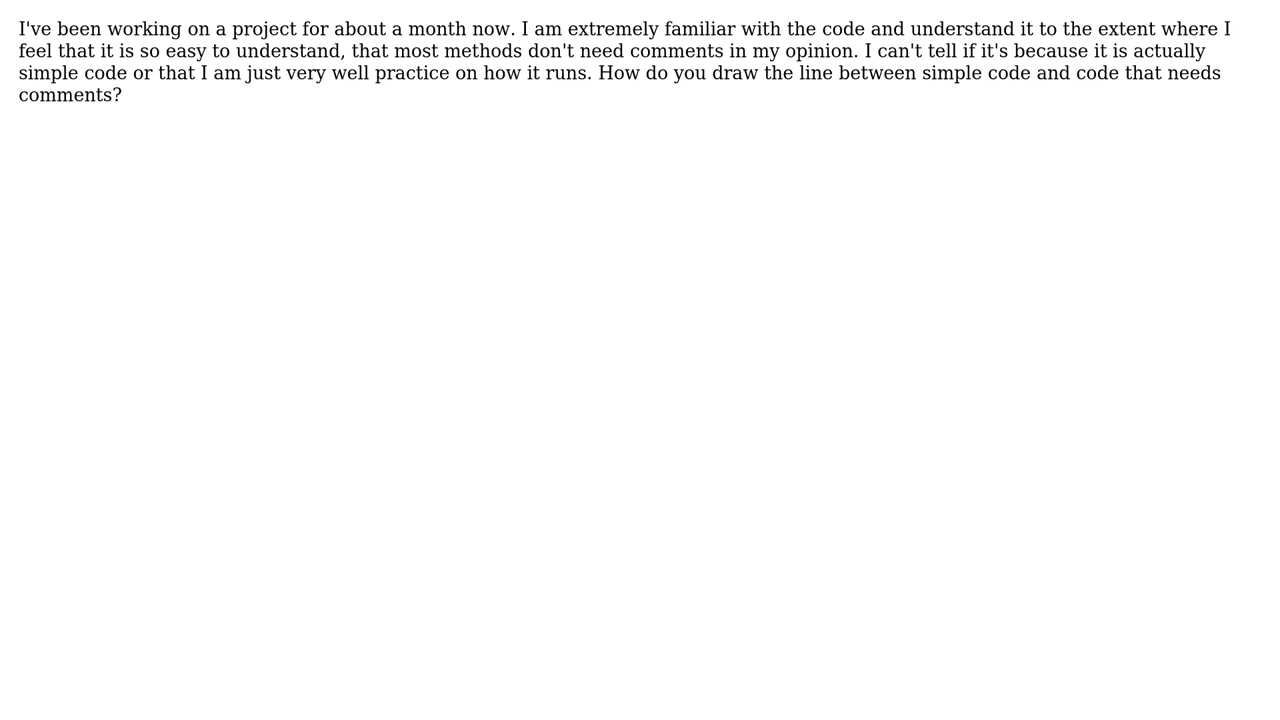 I've been working on a project for about a month now. I am extremely familiar with the code and understand it to the extent where I
feel that it is so easy to understand, that most methods don't need comments in my opinion. I can't tell if it's because it is actually
simple code or that I am just very well practice on how it runs. How do you draw the line between simple code and code that needs
comments?